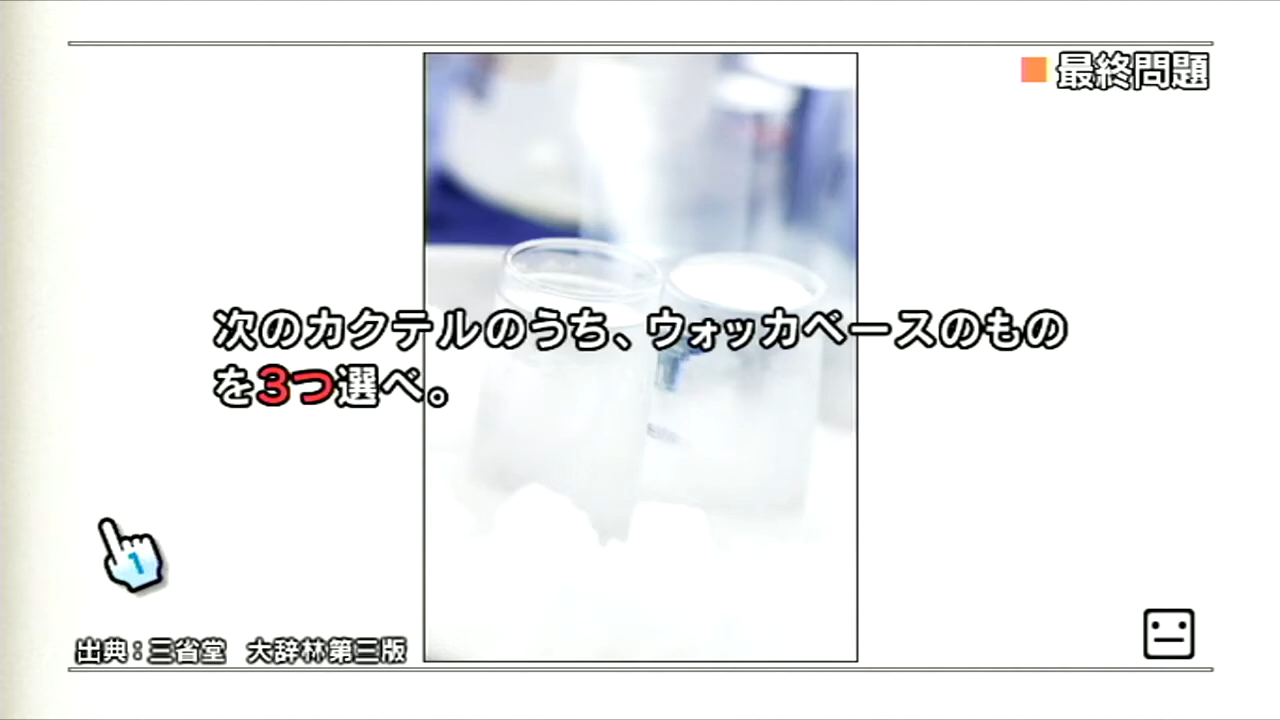 最終問題
次のカクテルのうち、ウォッカベースのもの
を3つ選べ。
1
出典：三省堂　大辞林第三版